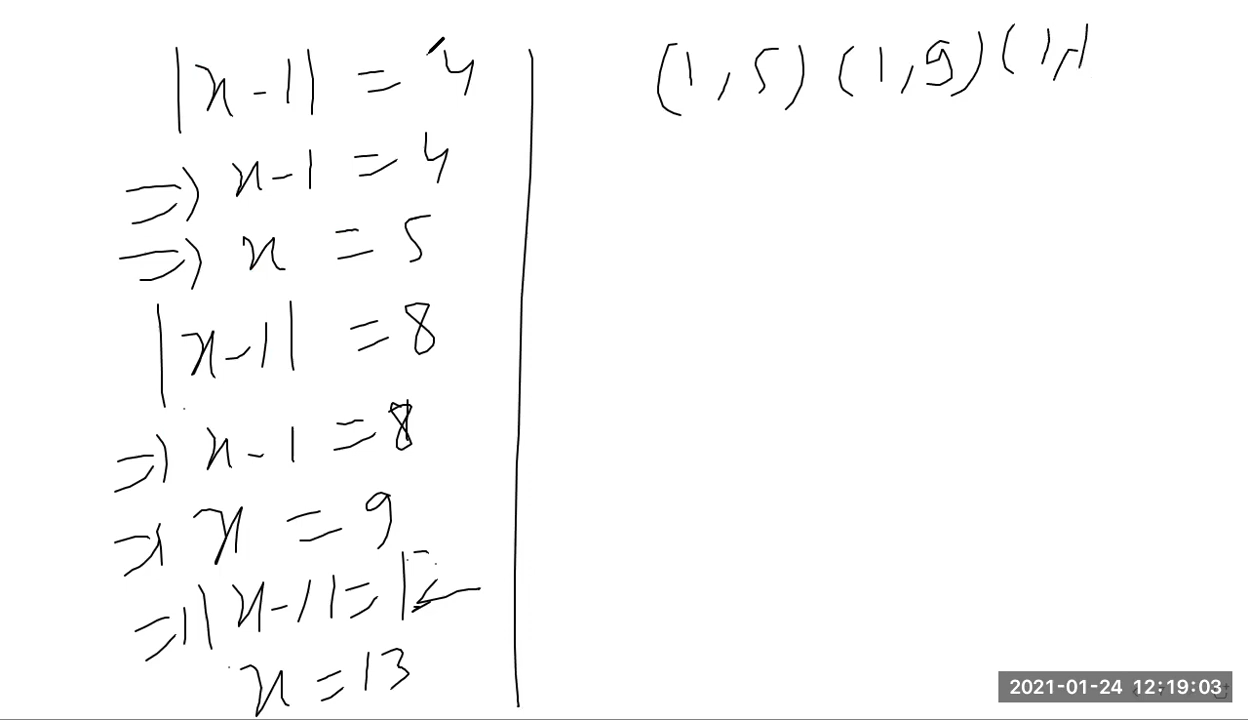 |x-1| = 4
=> x-1 = 4
=> x = 5
|x-1| = 8
=> x-1 = 8
=> x = 9
=> |x-1| = 12
x = 13
(1,5) (1,9) (1,1
2021-01-24 12:19:03